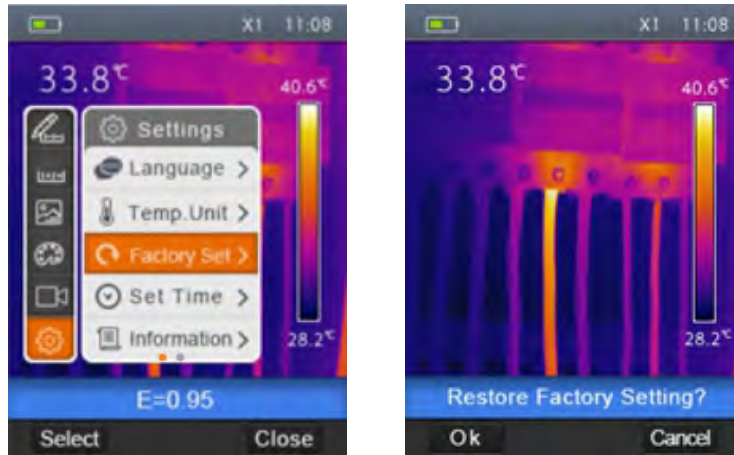 X1 11:08
33.8℃
40.6℃
Settings
Language >
Temp.Unit >
Factory Set >
Set Time >
Information >
28.2℃
E=0.95
Select Close
X1 11:08
33.8℃
40.6℃
28.2℃
Restore Factory Setting?
Ok Cancel